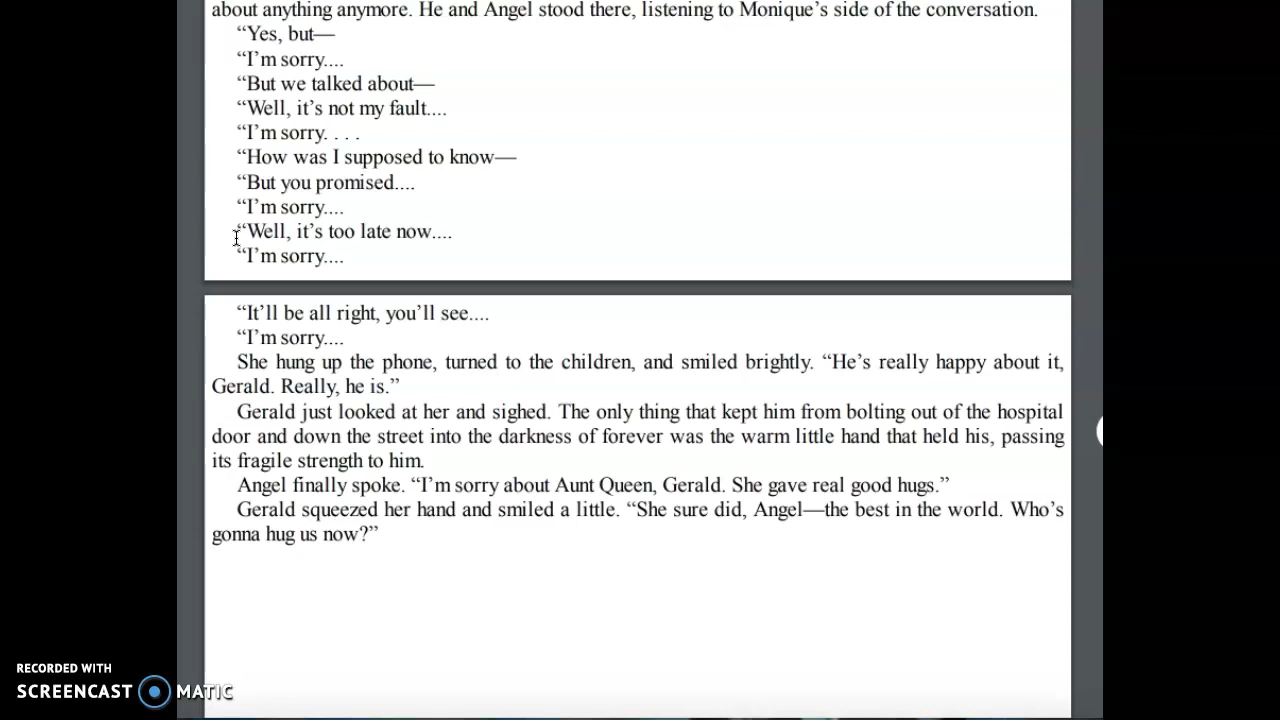 about anything anymore. He and Angel stood there, listening to Monique’s side of the conversation.
“Yes, but—
“I’m sorry....
“But we talked about—
“Well, it’s not my fault....
“I’m sorry. . . .
“How was I supposed to know—
“But you promised....
“I’m sorry....
“Well, it’s too late now....
“I’m sorry....
“It’ll be all right, you’ll see....
“I’m sorry....
She hung up the phone, turned to the children, and smiled brightly. “He’s really happy about it,
Gerald. Really, he is.”
Gerald just looked at her and sighed. The only thing that kept him from bolting out of the hospital
door and down the street into the darkness of forever was the warm little hand that held his, passing
its fragile strength to him.
Angel finally spoke. “I’m sorry about Aunt Queen, Gerald. She gave real good hugs.”
Gerald squeezed her hand and smiled a little. “She sure did, Angel—the best in the world. Who’s
gonna hug us now?”
RECORDED WITH
SCREENCAST MATIC